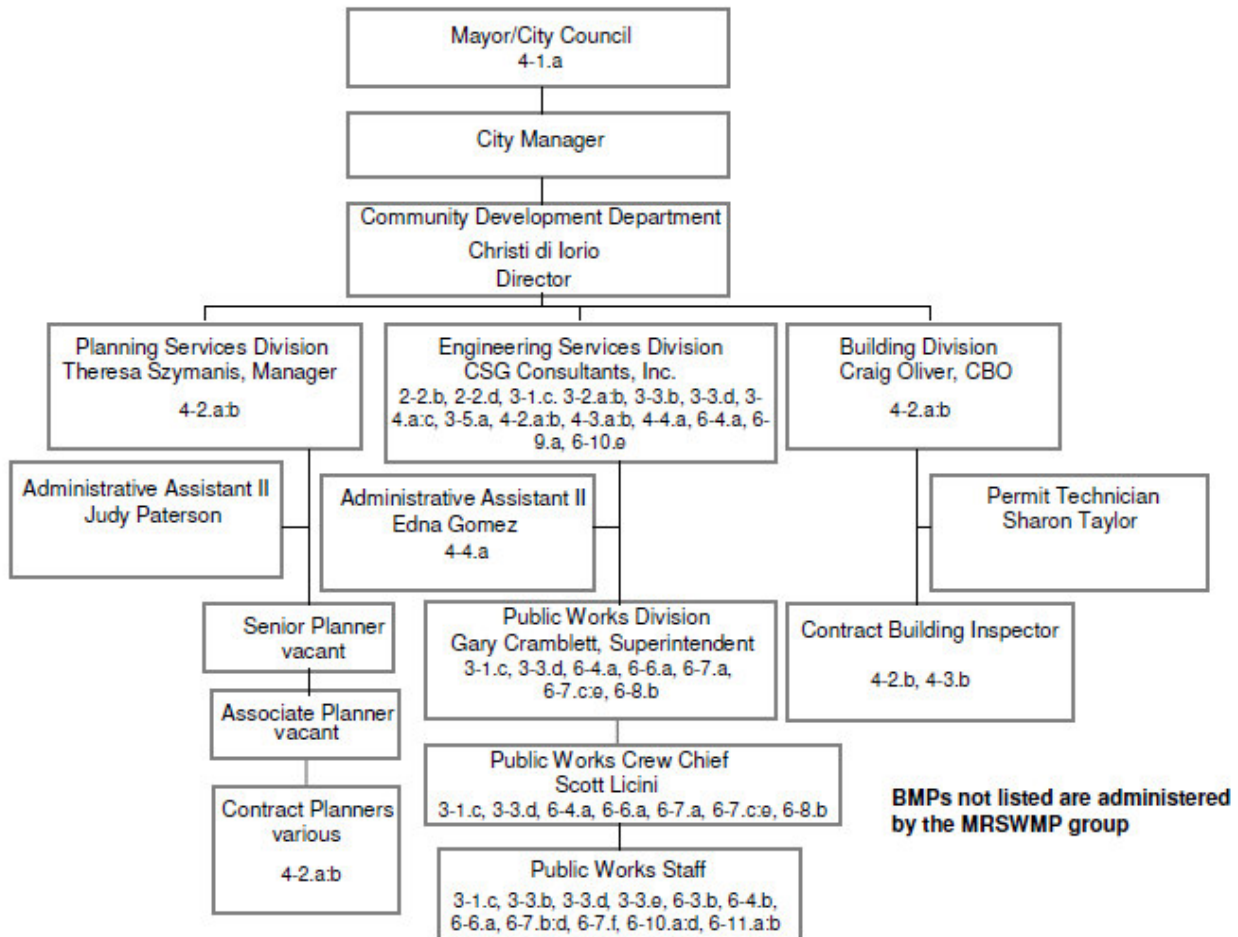 Mayor/City Council
4-1.a
City Manager
Community Development Department
Christi di Iorio
Director
Planning Services Division
Theresa Szymanis, Manager
4-2.a:b
Engineering Services Division
CSG Consultants, Inc.
2-2.b, 2-2.d, 3-1.c. 3-2.a:b, 3-3.b, 3-3.d, 3-
4.a:c, 3-5.a, 4-2.a:b, 4-3.a:b, 4-4.a, 6-4.a, 6-
9.a, 6-10.e
Building Division
Craig Oliver, CBO
4-2.a:b
Administrative Assistant II
Judy Paterson
Administrative Assistant II
Edna Gomez
4-4.a
Permit Technician
Sharon Taylor
Senior Planner
vacant
Associate Planner
vacant
Contract Planners
various
4-2.a:b
Public Works Division
Gary Cramblett, Superintendent
3-1.c, 3-3.d, 6-4.a, 6-6.a, 6-7.a,
6-7.c:e, 6-8.b
Contract Building Inspector
4-2.b, 4-3.b
Public Works Crew Chief
Scott Licini
3-1.c, 3-3.d, 6-4.a, 6-6.a, 6-7.a, 6-7.c:e, 6-8.b
Public Works Staff
3-1.c, 3-3.b, 3-3.d, 3-3.e, 6-3.b, 6-4.b,
6-6.a, 6-7.b:d, 6-7.f, 6-10.a:d, 6-11.a:b
BMPs not listed are administered
by the MRSWMP group